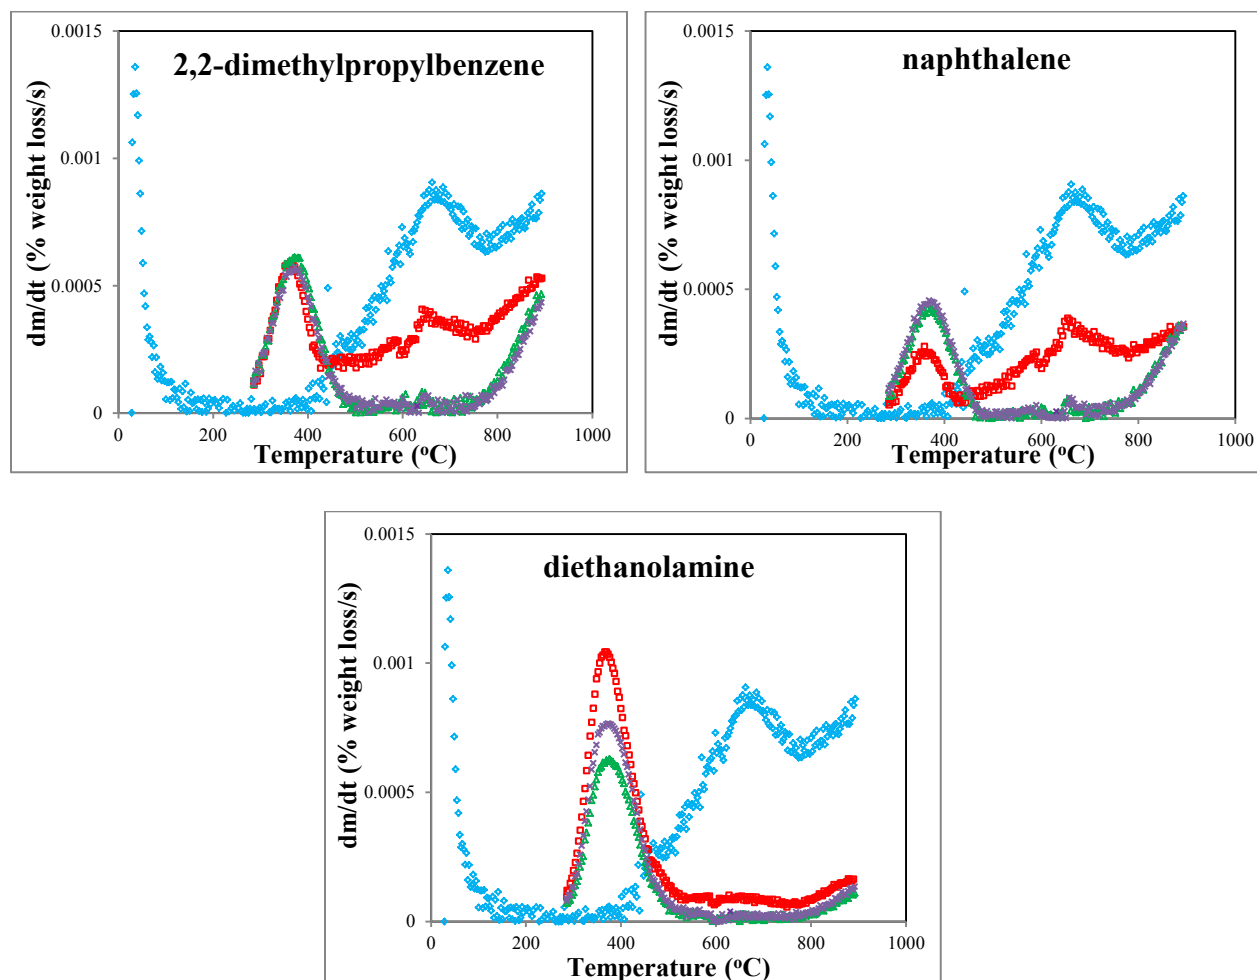 2,2-dimethylpropylbenzene
dm/dt (% weight loss/s)
0.0015
0.001
0.0005
0
0 200 400 600 800 1000
Temperature (°C)
naphthalene
dm/dt (% weight loss/s)
0.0015
0.001
0.0005
0
0 200 400 600 800 1000
Temperature (°C)
diethanolamine
dm/dt (% weight loss/s)
0.0015
0.001
0.0005
0
0 200 400 600 800 1000
Temperature (°C)